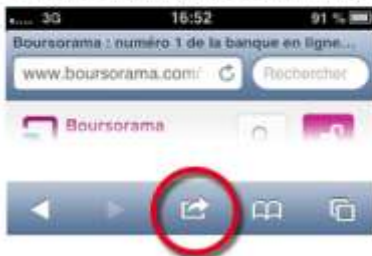 3G 16:52 91 %
Boursorama : numéro 1 de la banque en ligne...
www.boursorama.com/ Rechercher
Boursorama